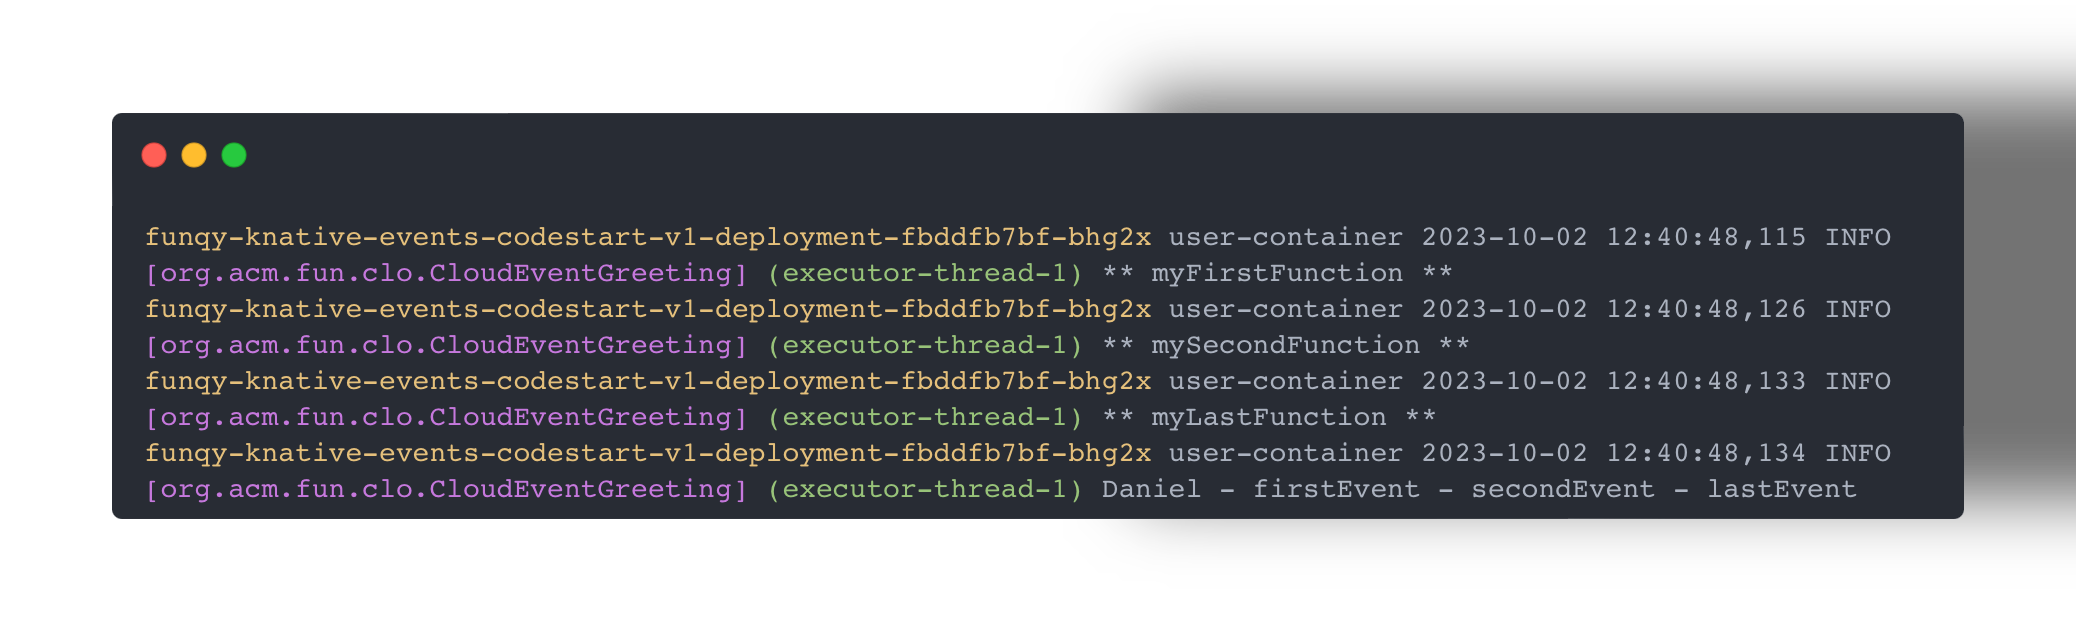 funqy-knative-events-codestart-v1-deployment-fbddfb7bf-bhg2x user-container 2023-10-02 12:40:48,115 INFO
[org.acm.fun.clo.CloudEventGreeting] (executor-thread-1) ** myFirstFunction **
funqy-knative-events-codestart-v1-deployment-fbddfb7bf-bhg2x user-container 2023-10-02 12:40:48,126 INFO
[org.acm.fun.clo.CloudEventGreeting] (executor-thread-1) ** mySecondFunction **
funqy-knative-events-codestart-v1-deployment-fbddfb7bf-bhg2x user-container 2023-10-02 12:40:48,133 INFO
[org.acm.fun.clo.CloudEventGreeting] (executor-thread-1) ** myLastFunction **
funqy-knative-events-codestart-v1-deployment-fbddfb7bf-bhg2x user-container 2023-10-02 12:40:48,134 INFO
[org.acm.fun.clo.CloudEventGreeting] (executor-thread-1) Daniel - firstEvent - secondEvent - lastEvent